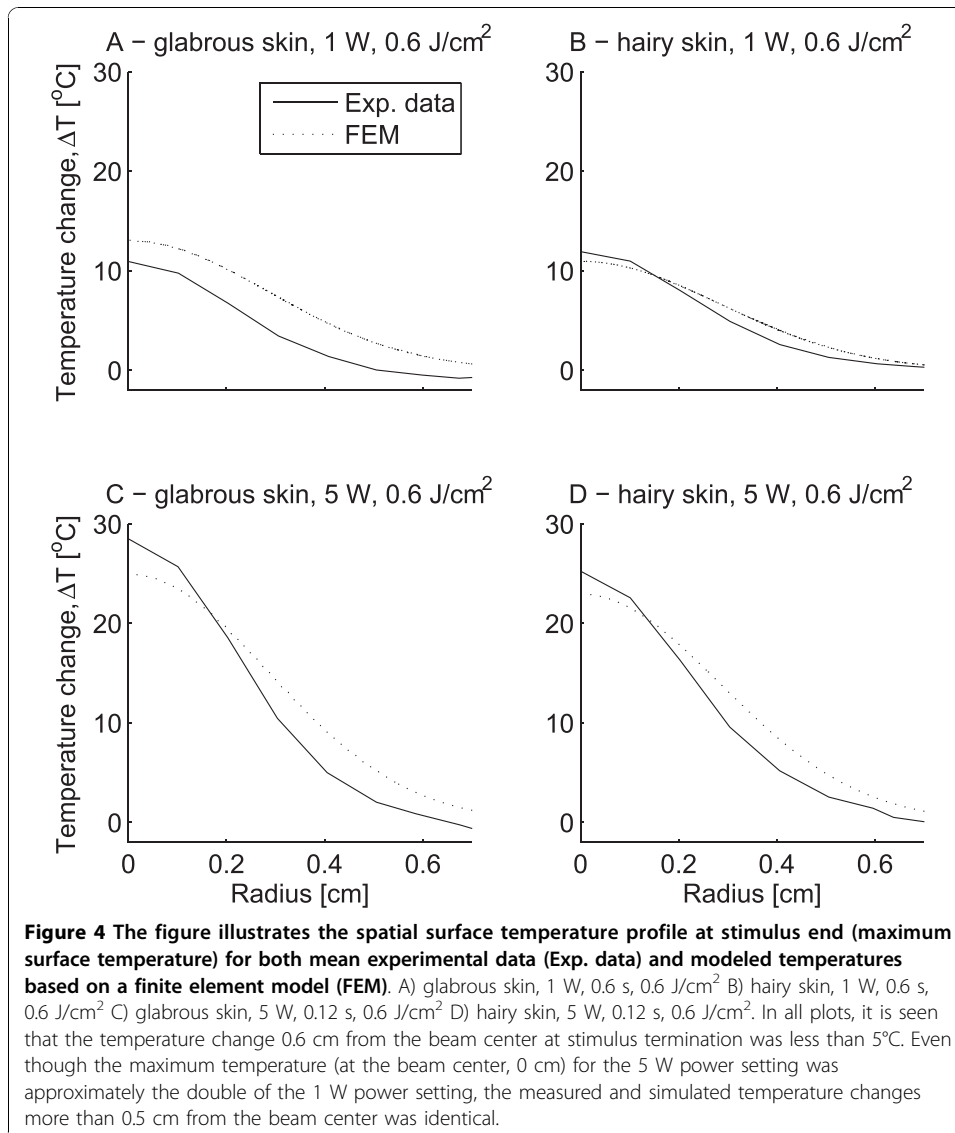 A − glabrous skin, 1 W, 0.6 J/cm²
B − hairy skin, 1 W, 0.6 J/cm²
Temperature change, ΔT [°C]
30
20
10
0
Exp. data
FEM
30
20
10
0
C − glabrous skin, 5 W, 0.6 J/cm²
D − hairy skin, 5 W, 0.6 J/cm²
Temperature change, ΔT [°C]
30
20
10
0
0 0.2 0.4 0.6
Radius [cm]
30
20
10
0
0 0.2 0.4 0.6
Radius [cm]
Figure 4 The figure illustrates the spatial surface temperature profile at stimulus end (maximum
surface temperature) for both mean experimental data (Exp. data) and modeled temperatures
based on a finite element model (FEM). A) glabrous skin, 1 W, 0.6 s, 0.6 J/cm² B) hairy skin, 1 W, 0.6 s,
0.6 J/cm² C) glabrous skin, 5 W, 0.12 s, 0.6 J/cm² D) hairy skin, 5 W, 0.12 s, 0.6 J/cm². In all plots, it is seen
that the temperature change 0.6 cm from the beam center at stimulus termination was less than 5°C. Even
though the maximum temperature (at the beam center, 0 cm) for the 5 W power setting was
approximately the double of the 1 W power setting, the measured and simulated temperature changes
more than 0.5 cm from the beam center was identical.